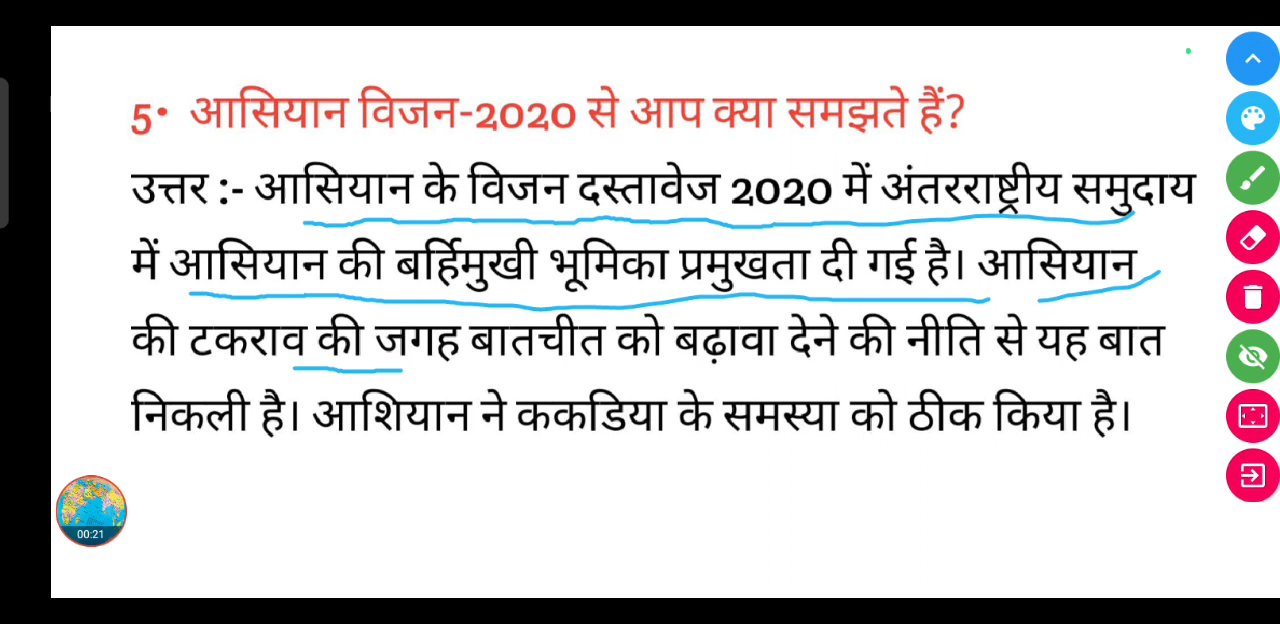 5• आसियान विजन-2020 से आप क्या समझते हैं?
उत्तर :- आसियान के विजन दस्तावेज 2020 में अंतरराष्ट्रीय समुदाय
में आसियान की बर्हिमुखी भूमिका प्रमुखता दी गई है। आसियान
की टकराव की जगह बातचीत को बढ़ावा देने की नीति से यह बात
निकली है। आशियान ने ककडिया के समस्या को ठीक किया है।
00:21